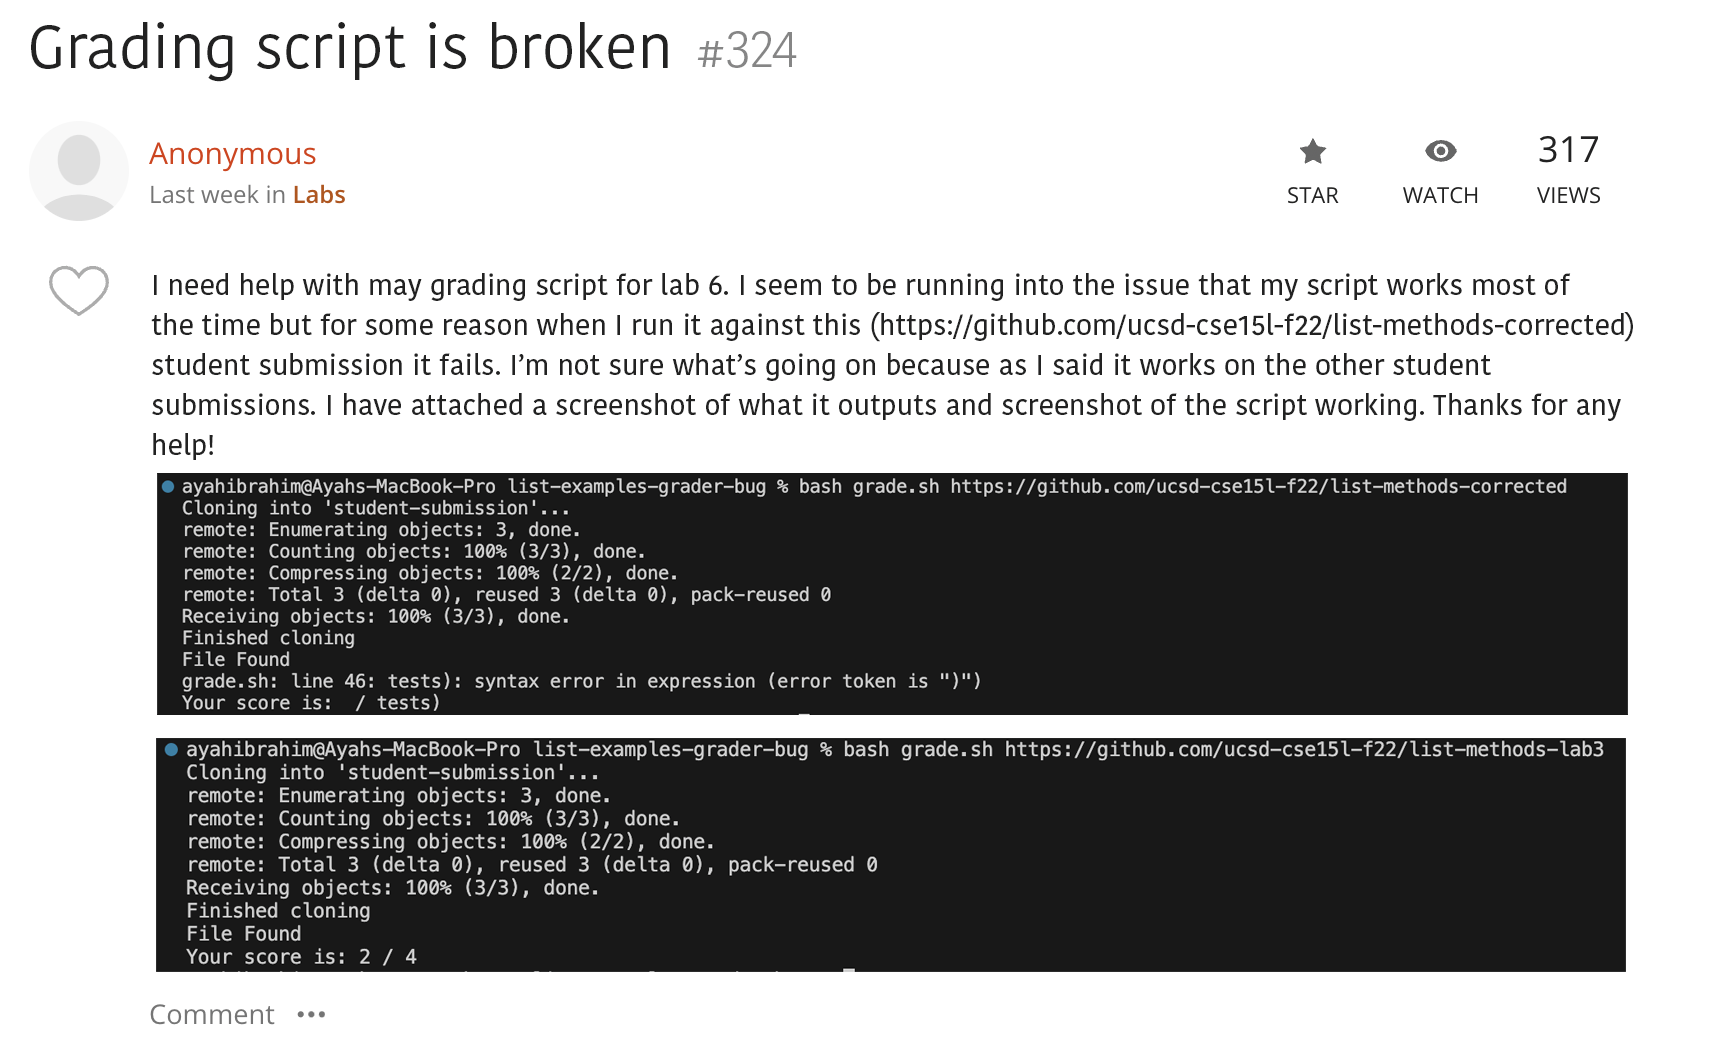 Grading script is broken #324
Anonymous
Last week in Labs
STAR
WATCH
317
VIEWS
I need help with may grading script for lab 6. I seem to be running into the issue that my script works most of
the time but for some reason when I run it against this (https://github.com/ucsd-cse15l-f22/list-methods-corrected)
student submission it fails. I’m not sure what’s going on because as I said it works on the other student
submissions. I have attached a screenshot of what it outputs and screenshot of the script working. Thanks for any
help!
ayahibrahim@Ayahs-MacBook-Pro list-examples-grader-bug % bash grade.sh https://github.com/ucsd-cse15l-f22/list-methods-corrected
Cloning into 'student-submission'...
remote: Enumerating objects: 3, done.
remote: Counting objects: 100% (3/3), done.
remote: Compressing objects: 100% (2/2), done.
remote: Total 3 (delta 0), reused 3 (delta 0), pack-reused 0
Receiving objects: 100% (3/3), done.
Finished cloning
File Found
grade.sh: line 46: tests): syntax error in expression (error token is ")")
Your score is:  / tests)
ayahibrahim@Ayahs-MacBook-Pro list-examples-grader-bug % bash grade.sh https://github.com/ucsd-cse15l-f22/list-methods-lab3
Cloning into 'student-submission'...
remote: Enumerating objects: 3, done.
remote: Counting objects: 100% (3/3), done.
remote: Compressing objects: 100% (2/2), done.
remote: Total 3 (delta 0), reused 3 (delta 0), pack-reused 0
Receiving objects: 100% (3/3), done.
Finished cloning
File Found
Your score is: 2 / 4
Comment ...